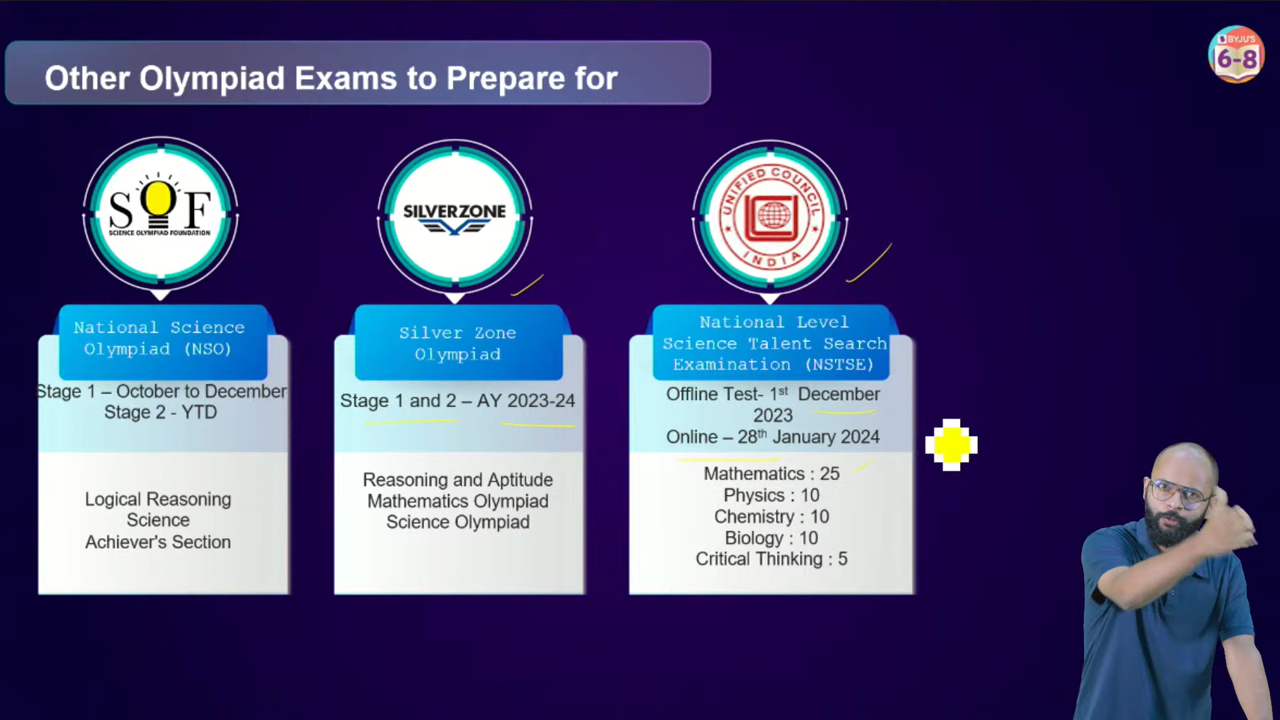 Other Olympiad Exams to Prepare for
BYJU'S
6-8
SOF
SCIENCE OLYMPIAD FOUNDATION
National Science
Olympiad (NSO)
Stage 1 – October to December
Stage 2 - YTD
Logical Reasoning
Science
Achiever's Section
SILVERZONE
Silver Zone
Olympiad
Stage 1 and 2 – AY 2023-24
Reasoning and Aptitude
Mathematics Olympiad
Science Olympiad
UNIFIED COUNCIL
INDIA
National Level
Science Talent Search
Examination (NSTSE)
Offline Test- 1st December
2023
Online – 28th January 2024
Mathematics : 25
Physics : 10
Chemistry : 10
Biology : 10
Critical Thinking : 5